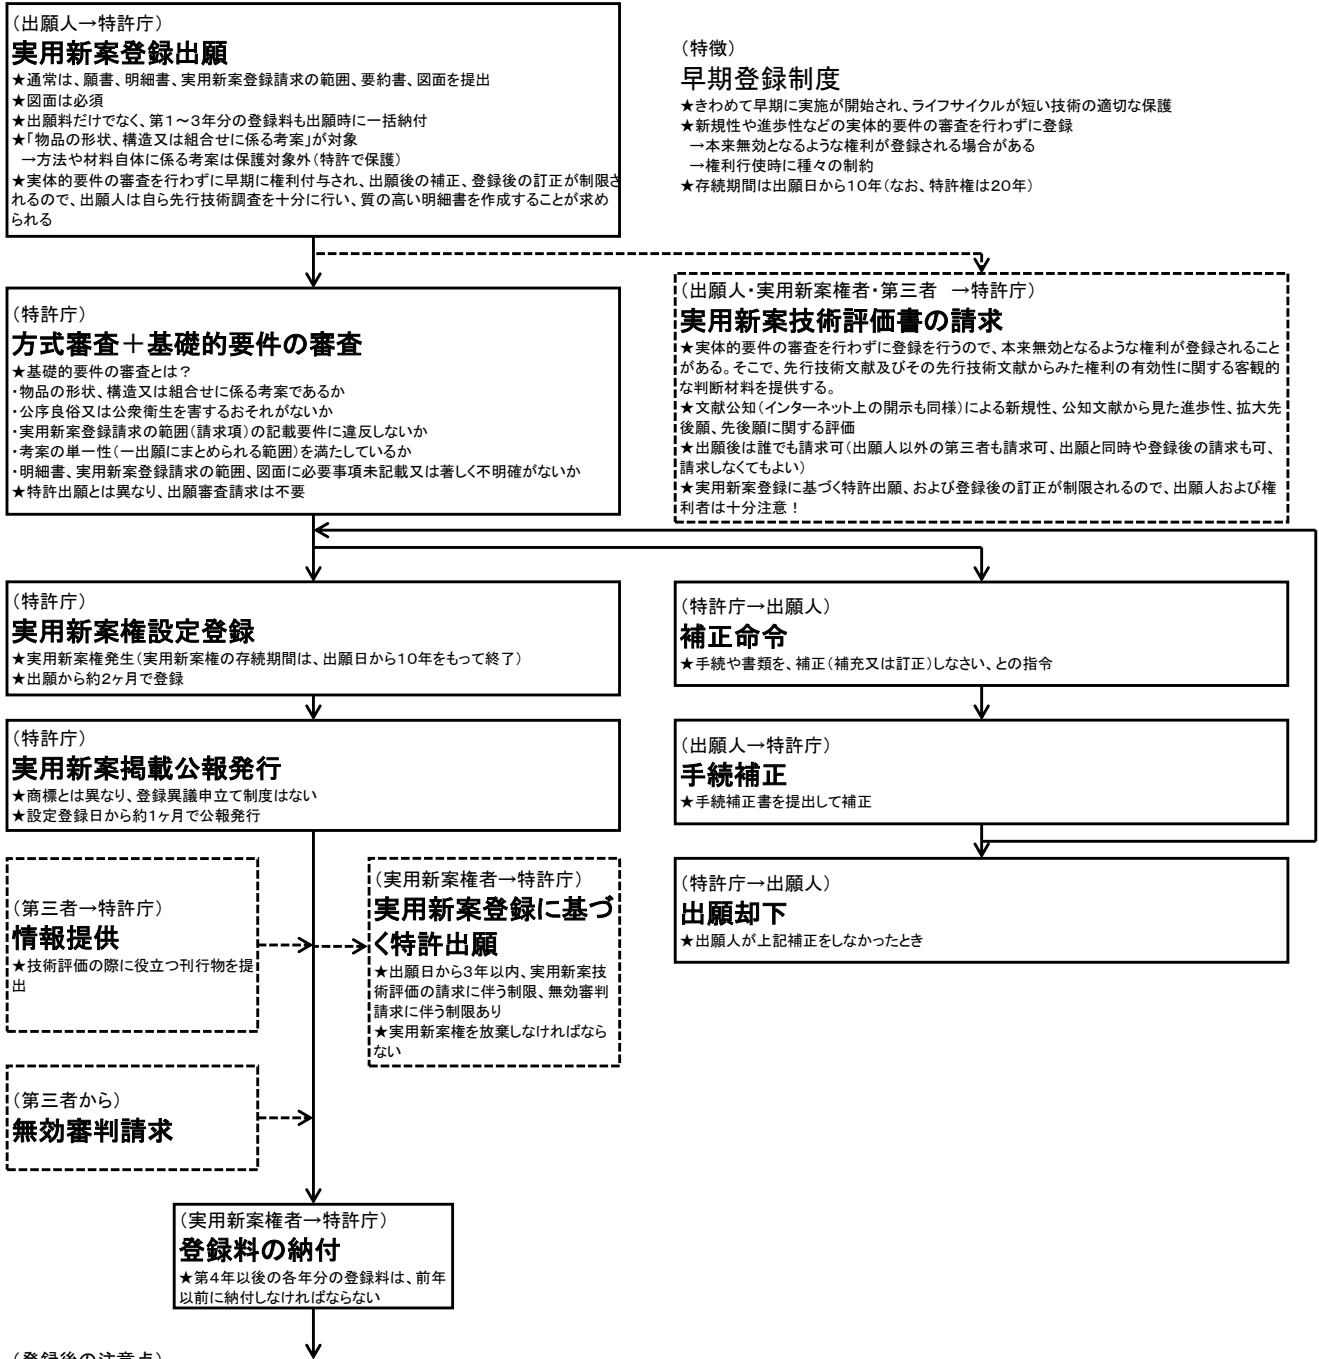 (出願人→特許庁)
実用新案登録出願
★通常は、願書、明細書、実用新案登録請求の範囲、要約書、図面を提出
★図面は必須
★出願料だけでなく、第1～3年分の登録料も出願時に一括納付
★「物品の形状、構造又は組合せに係る考案」が対象
→方法や材料自体に係る考案は保護対象外(特許で保護)
★実体的要件の審査を行わずに早期に権利付与され、出願後の補正、登録後の訂正が制限さ
れるので、出願人は自ら先行技術調査を十分に行い、質の高い明細書を作成することが求め
られる
(特徴)
早期登録制度
★きわめて早期に実施が開始され、ライフサイクルが短い技術の適切な保護
★新規性や進歩性などの実体的要件の審査を行わずに登録
→本来無効となるような権利が登録される場合がある
→権利行使時に種々の制約
★存続期間は出願日から10年(なお、特許権は20年)
(特許庁)
方式審査+基礎的要件の審査
★基礎的要件の審査とは?
・物品の形状、構造又は組合せに係る考案であるか
・公序良俗又は公衆衛生を害するおそれがないか
・実用新案登録請求の範囲(請求項)の記載要件に違反しないか
・考案の単一性(一出願にまとめられる範囲)を満たしているか
・明細書、実用新案登録請求の範囲、図面に必要事項未記載又は著しく不明確がないか
★特許出願とは異なり、出願審査請求は不要
(出願人・実用新案権者・第三者 →特許庁)
実用新案技術評価書の請求
★実体的要件の審査を行わずに登録を行うので、本来無効となるような権利が登録されること
がある。そこで、先行技術文献及びその先行技術文献からみた権利の有効性に関する客観的
な判断材料を提供する。
★文献公知(インターネット上の開示も同様)による新規性、公知文献から見た進歩性、拡大先
後願、先後願に関する評価
★出願後は誰でも請求可(出願人以外の第三者も請求可、出願と同時や登録後の請求も可、
請求しなくてもよい)
★実用新案登録に基づく特許出願、および登録後の訂正が制限されるので、出願人および権
利者は十分注意!
(特許庁)
実用新案権設定登録
★実用新案権発生(実用新案権の存続期間は、出願日から10年をもって終了)
★出願から約2ヶ月で登録
(特許庁→出願人)
補正命令
★手続や書類を、補正(補充又は訂正)しなさい、との指令
(特許庁)
実用新案掲載公報発行
★商標とは異なり、登録異議申立て制度はない
★設定登録日から約1ヶ月で公報発行
(出願人→特許庁)
手続補正
★手続補正書を提出して補正
(第三者→特許庁)
情報提供
★技術評価の際に役立つ刊行物を提
出
(実用新案権者→特許庁)
実用新案登録に基づ
く特許出願
★出願日から3年以内、実用新案技
術評価の請求に伴う制限、無効審判
請求に伴う制限あり
★実用新案権を放棄しなければなら
ない
(特許庁→出願人)
出願却下
★出願人が上記補正をしなかったとき
(第三者から)
無効審判請求
(実用新案権者→特許庁)
登録料の納付
★第4年以後の各年分の登録料は、前年
以前に納付しなければならない
(登録後の注意点)